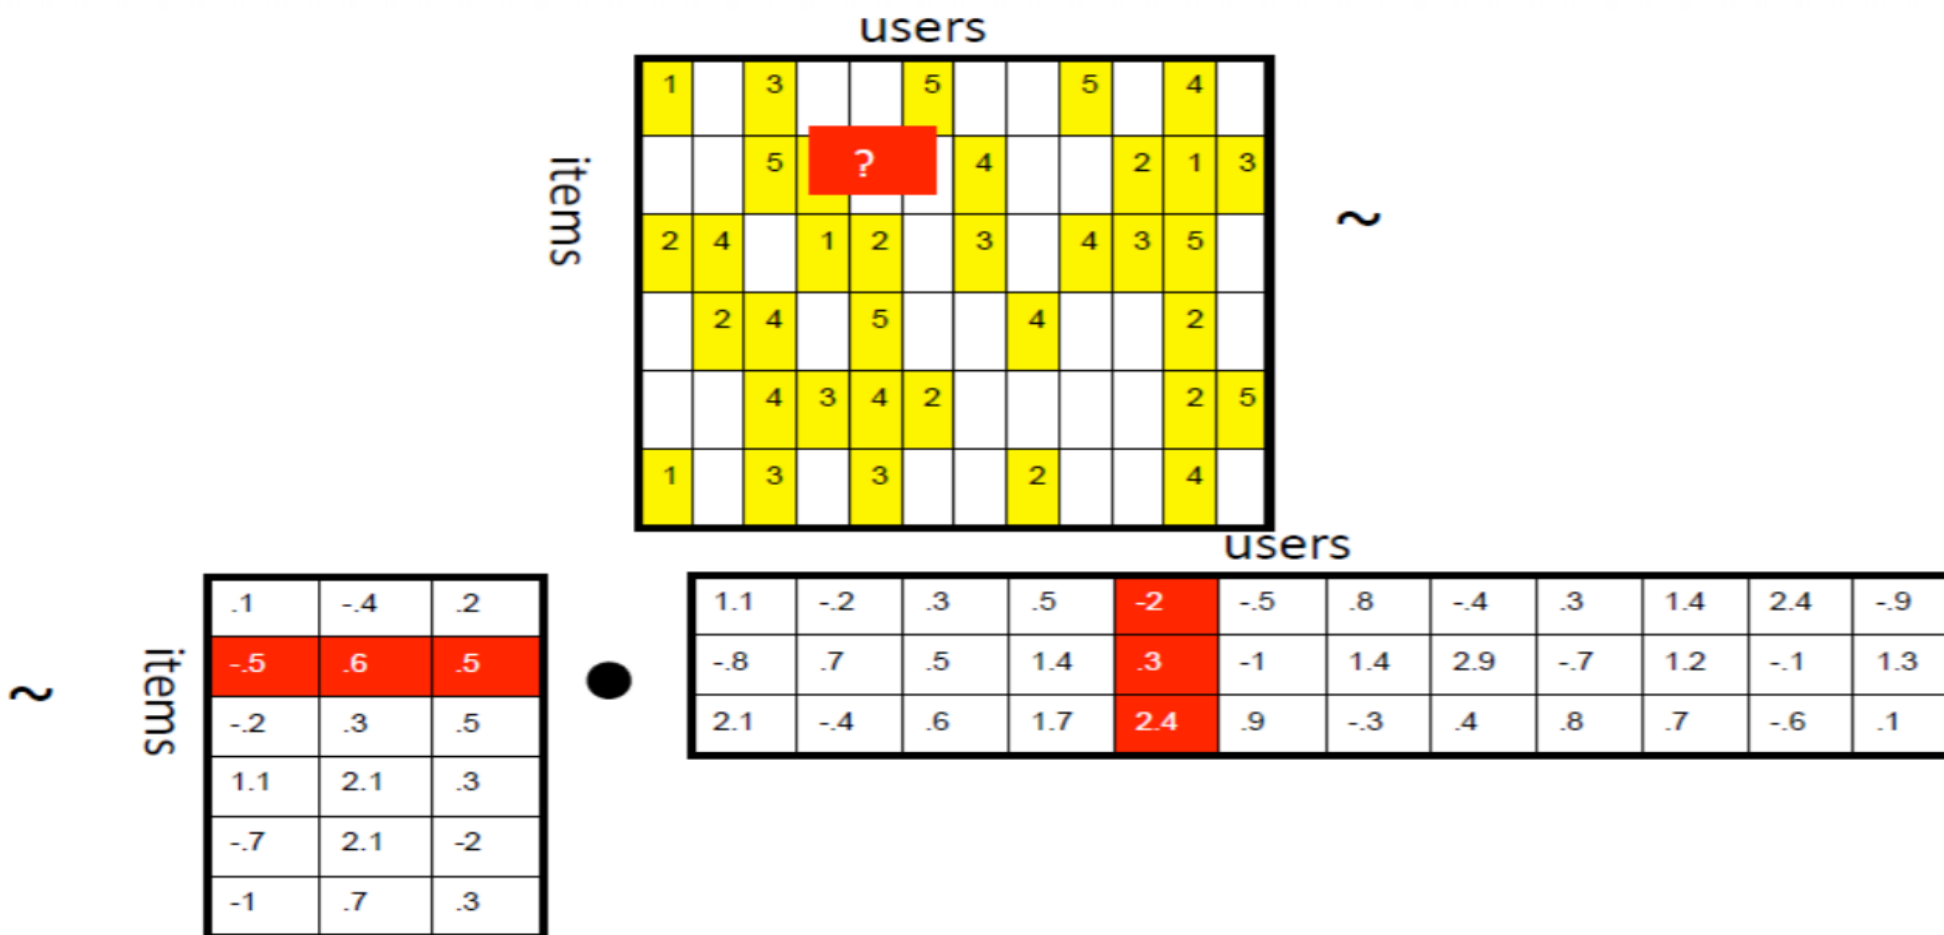 users
1 3 5 5 4
items
5 ? 4 2 1 3
~
2 4 1 2 3 4 3 5
2 4 5 4 2
4 3 4 2 2 5
1 3 3 2 4
users
.1 -.4 .2
1.1 -.2 .3 .5 -2 -.5 .8 -.4 .3 1.4 2.4 -.9
~
items
-.5 .6 .5
●
-.8 .7 .5 1.4 .3 -1 1.4 2.9 -.7 1.2 -.1 1.3
-.2 .3 .5
2.1 -.4 .6 1.7 2.4 .9 -.3 .4 .8 .7 -.6 .1
1.1 2.1 .3
-.7 2.1 -2
-1 .7 .3